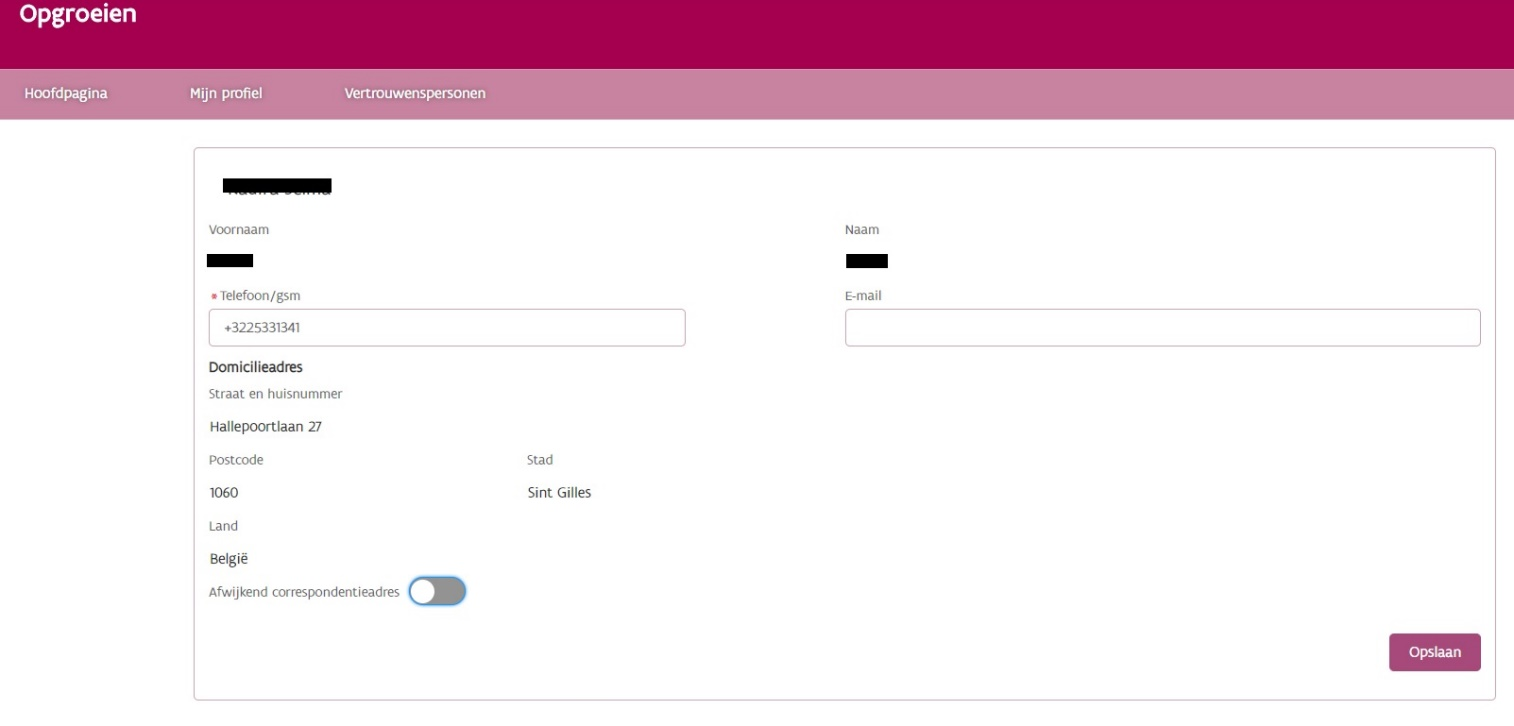 Opgroeien
Hoofdpagina Mijn profiel Vertrouwenspersonen
Voornaam Naam
• Telefoon/gsm E-mail
+3225331341
Domicilieadres
Straat en huisnummer
Hallepoortlaan 27
Postcode Stad
1060 Sint Gilles
Land
België
Afwijkend correspondentieadres
Opslaan